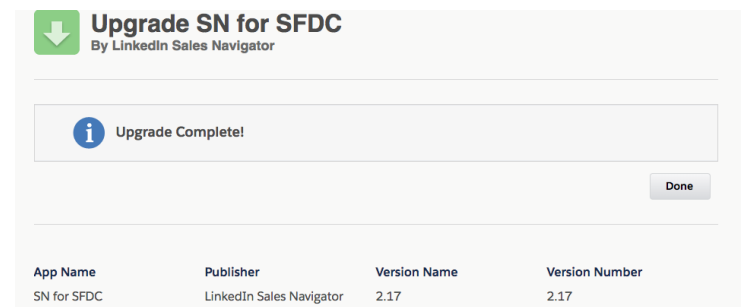 Upgrade SN for SFDC
By LinkedIn Sales Navigator
i Upgrade Complete!
Done
App Name Publisher Version Name Version Number
SN for SFDC LinkedIn Sales Navigator 2.17 2.17